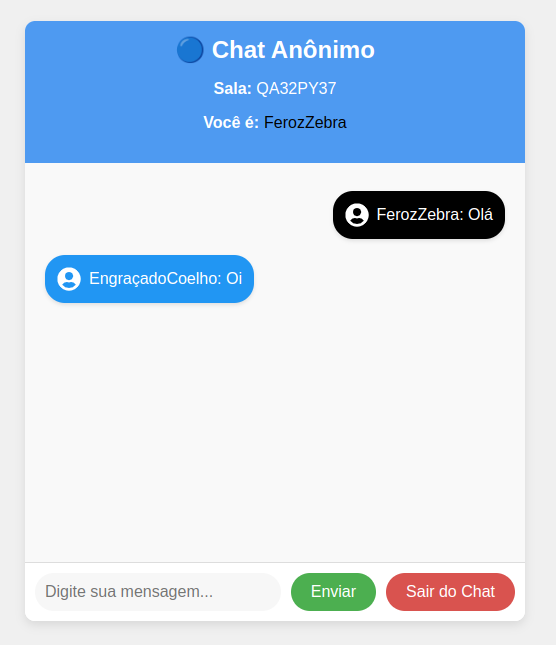 Chat Anônimo
Sala: QA32PY37
Você é: FerozZebra
FerozZebra: Olá
EngraçadoCoelho: Oi
Digite sua mensagem...
Enviar
Sair do Chat